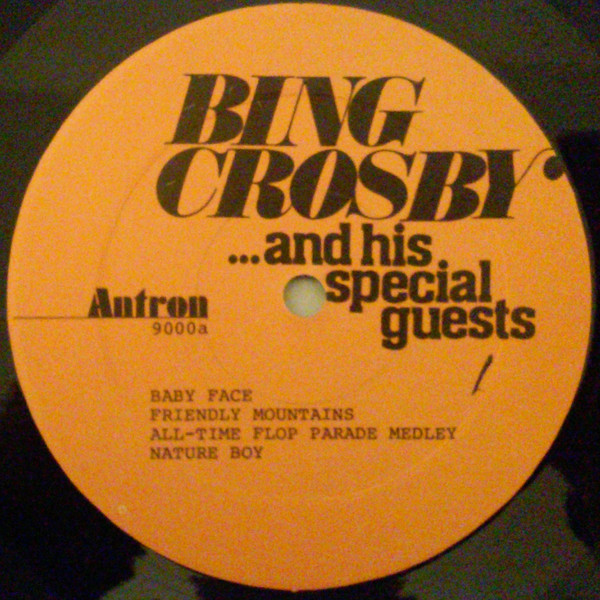 BING
CROSBY
...and his
special
guests
Antron
9000a
BABY FACE
FRIENDLY MOUNTAINS
ALL-TIME FLOP PARADE MEDLEY
NATURE BOY